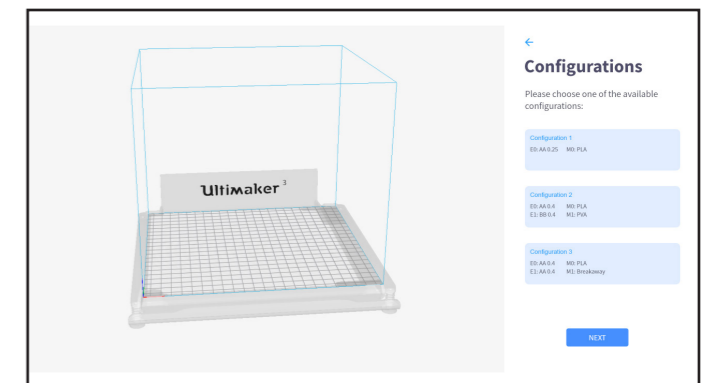 ←
Configurations
Please choose one of the available
configurations:
Ultimaker 3
Configuration 1
E0: AA 0.25 M0: PLA
Configuration 2
E0: AA 0.4 M0: PLA
E1: BB 0.4 M1: PVA
Configuration 3
E0: AA 0.4 M0: PLA
E1: AA 0.4 M1: Breakaway
NEXT